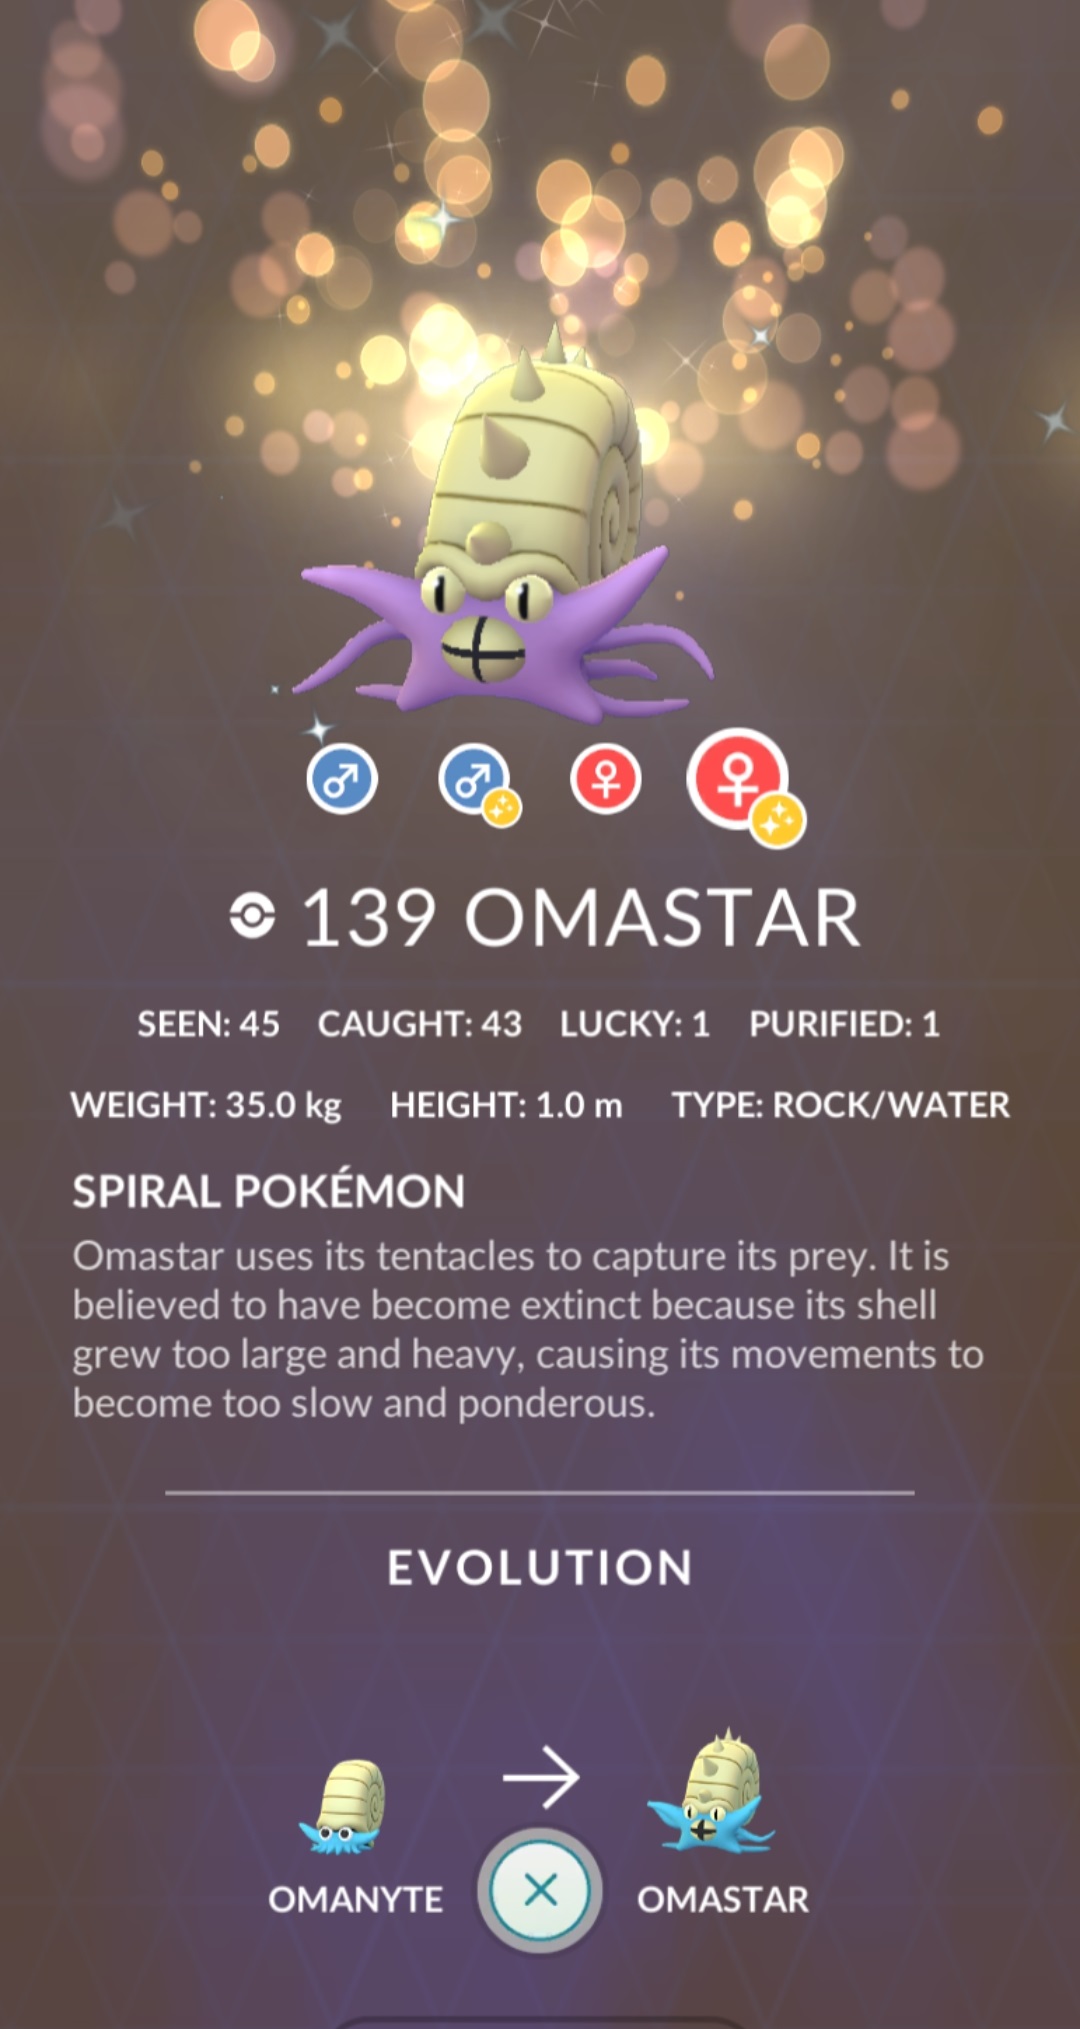 139 OMASTAR
SEEN: 45 CAUGHT: 43 LUCKY: 1 PURIFIED: 1
WEIGHT: 35.0 kg HEIGHT: 1.0 m TYPE: ROCK/WATER
SPIRAL POKÉMON
Omastar uses its tentacles to capture its prey. It is
believed to have become extinct because its shell
grew too large and heavy, causing its movements to
become too slow and ponderous.
EVOLUTION
OMANYTE OMASTAR